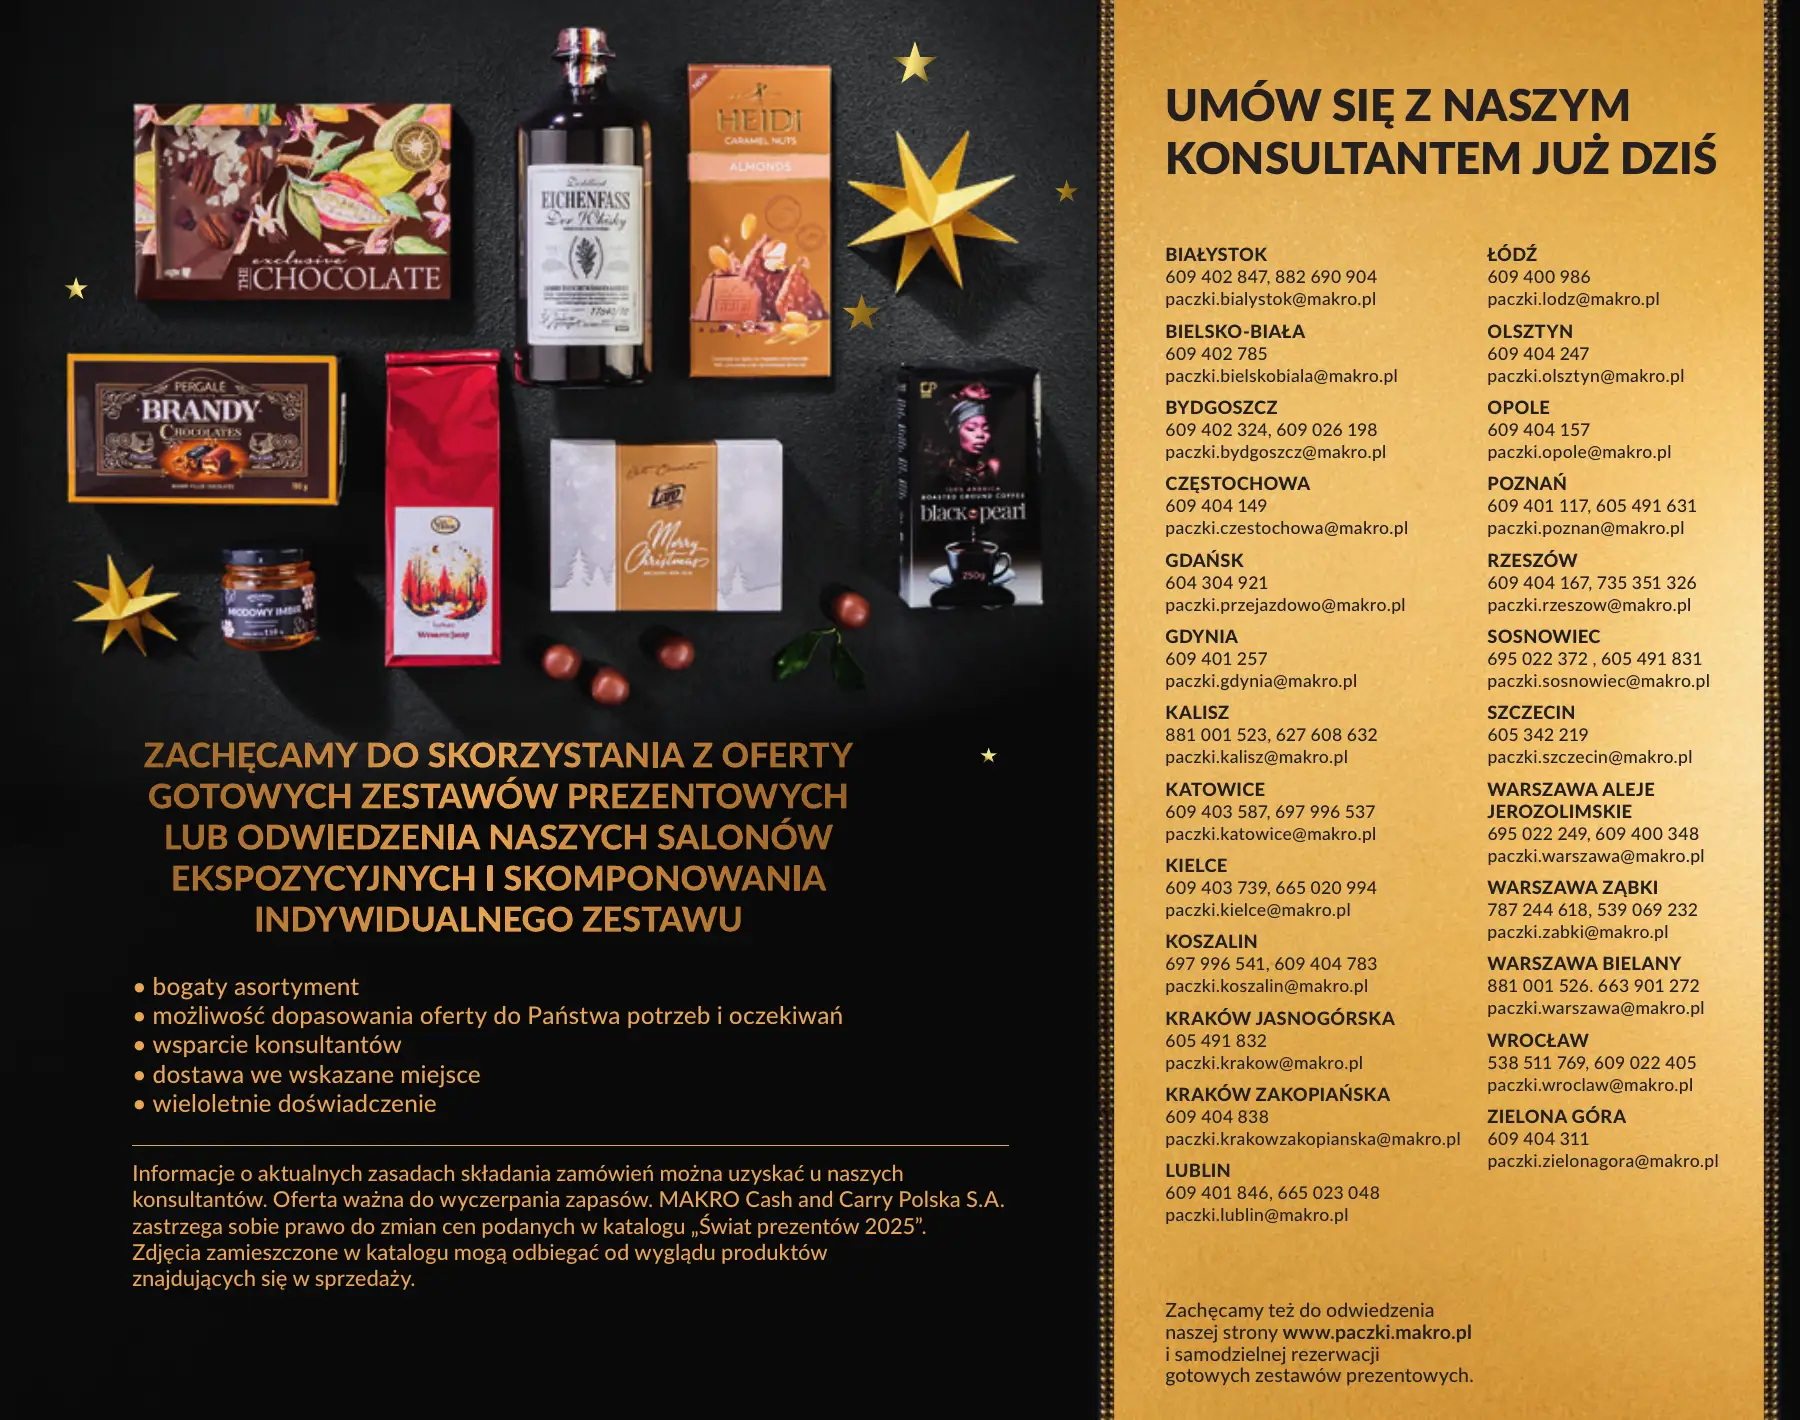 exclusive
THE CHOCOLATE
Destillerie
EICHENFASS
Der Whisky
NEW
HEIDI
CARAMEL NUTS
ALMONDS
PERGALE
BRANDY
CHOCOLATES
180 g
MIODOWY IMBIR
Merry
Christmas
100% ARABICA
ROASTED GROUND COFFEE
black pearl
250g
ZACHĘCAMY DO SKORZYSTANIA Z OFERTY
GOTOWYCH ZESTAWÓW PREZENTOWYCH
LUB ODWIEDZENIA NASZYCH SALONÓW
EKSPOZYCYJNYCH I SKOMPONOWANIA
INDYWIDUALNEGO ZESTAWU
• bogaty asortyment
• możliwość dopasowania oferty do Państwa potrzeb i oczekiwań
• wsparcie konsultantów
• dostawa we wskazane miejsce
• wieloletnie doświadczenie
Informacje o aktualnych zasadach składania zamówień można uzyskać u naszych
konsultantów. Oferta ważna do wyczerpania zapasów. MAKRO Cash and Carry Polska S.A.
zastrzega sobie prawo do zmian cen podanych w katalogu „Świat prezentów 2025”.
Zdjęcia zamieszczone w katalogu mogą odbiegać od wyglądu produktów
znajdujących się w sprzedaży.
UMÓW SIĘ Z NASZYM
KONSULTANTEM JUŻ DZIŚ
BIAŁYSTOK
609 402 847, 882 690 904
paczki.bialystok@makro.pl
BIELSKO-BIAŁA
609 402 785
paczki.bielskobiala@makro.pl
BYDGOSZCZ
609 402 324, 609 026 198
paczki.bydgoszcz@makro.pl
CZĘSTOCHOWA
609 404 149
paczki.czestochowa@makro.pl
GDAŃSK
604 304 921
paczki.przejazdowo@makro.pl
GDYNIA
609 401 257
paczki.gdynia@makro.pl
KALISZ
881 001 523, 627 608 632
paczki.kalisz@makro.pl
KATOWICE
609 403 587, 697 996 537
paczki.katowice@makro.pl
KIELCE
609 403 739, 665 020 994
paczki.kielce@makro.pl
KOSZALIN
697 996 541, 609 404 783
paczki.koszalin@makro.pl
KRAKÓW JASNOGÓRSKA
605 491 832
paczki.krakow@makro.pl
KRAKÓW ZAKOPIAŃSKA
609 404 838
paczki.krakowzakopianska@makro.pl
LUBLIN
609 401 846, 665 023 048
paczki.lublin@makro.pl
ŁÓDŹ
609 400 986
paczki.lodz@makro.pl
OLSZTYN
609 404 247
paczki.olsztyn@makro.pl
OPOLE
609 404 157
paczki.opole@makro.pl
POZNAŃ
609 401 117, 605 491 631
paczki.poznan@makro.pl
RZESZÓW
609 404 167, 735 351 326
paczki.rzeszow@makro.pl
SOSNOWIEC
695 022 372 , 605 491 831
paczki.sosnowiec@makro.pl
SZCZECIN
605 342 219
paczki.szczecin@makro.pl
WARSZAWA ALEJE
JEROZOLIMSKIE
695 022 249, 609 400 348
paczki.warszawa@makro.pl
WARSZAWA ZĄBKI
787 244 618, 539 069 232
paczki.zabki@makro.pl
WARSZAWA BIELANY
881 001 526. 663 901 272
paczki.warszawa@makro.pl
WROCŁAW
538 511 769, 609 022 405
paczki.wroclaw@makro.pl
ZIELONA GÓRA
609 404 311
paczki.zielonagora@makro.pl
Zachęcamy też do odwiedzenia
naszej strony www.paczki.makro.pl
i samodzielnej rezerwacji
gotowych zestawów prezentowych.